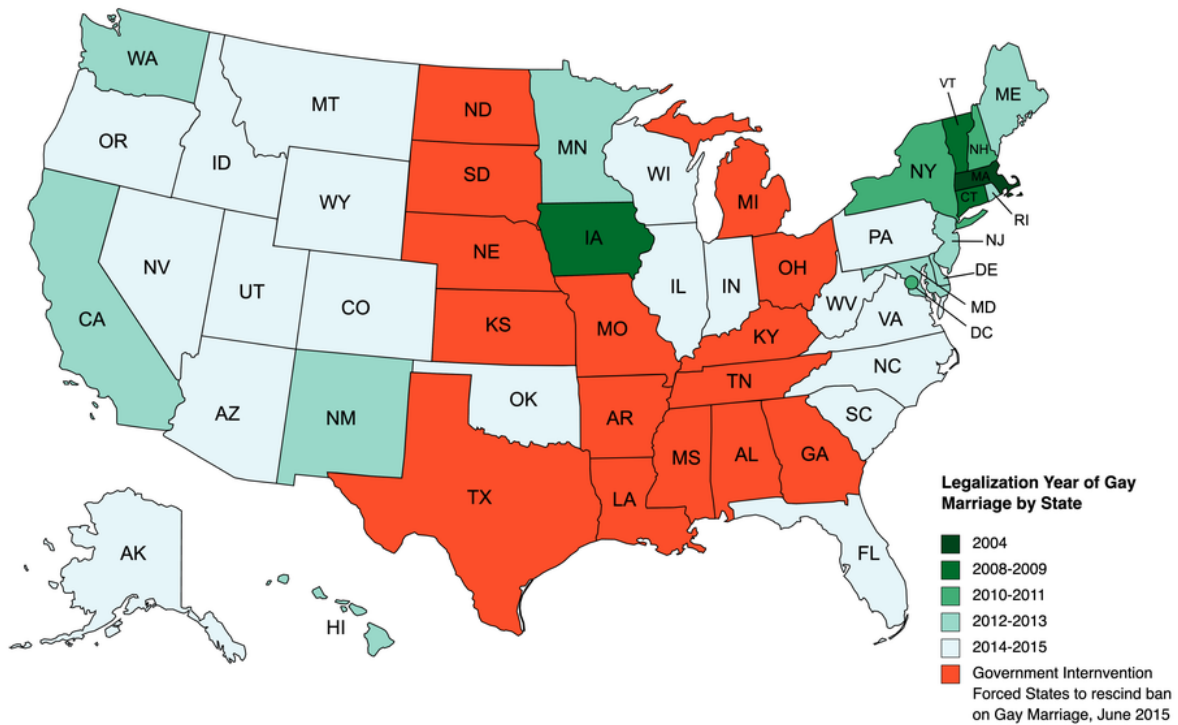 WA
MT
ND
MN
VT
ME
OR
ID
SD
WI
NY
NH
MA
WY
MI
CT
RI
NE
IA
PA
NJ
NV
UT
CO
IL
IN
OH
DE
CA
KS
MO
WV
VA
MD
DC
KY
AZ
NM
OK
AR
TN
NC
SC
TX
LA
MS
AL
GA
AK
HI
FL
Legalization Year of Gay
Marriage by State
2004
2008-2009
2010-2011
2012-2013
2014-2015
Government Internvention
Forced States to rescind ban
on Gay Marriage, June 2015